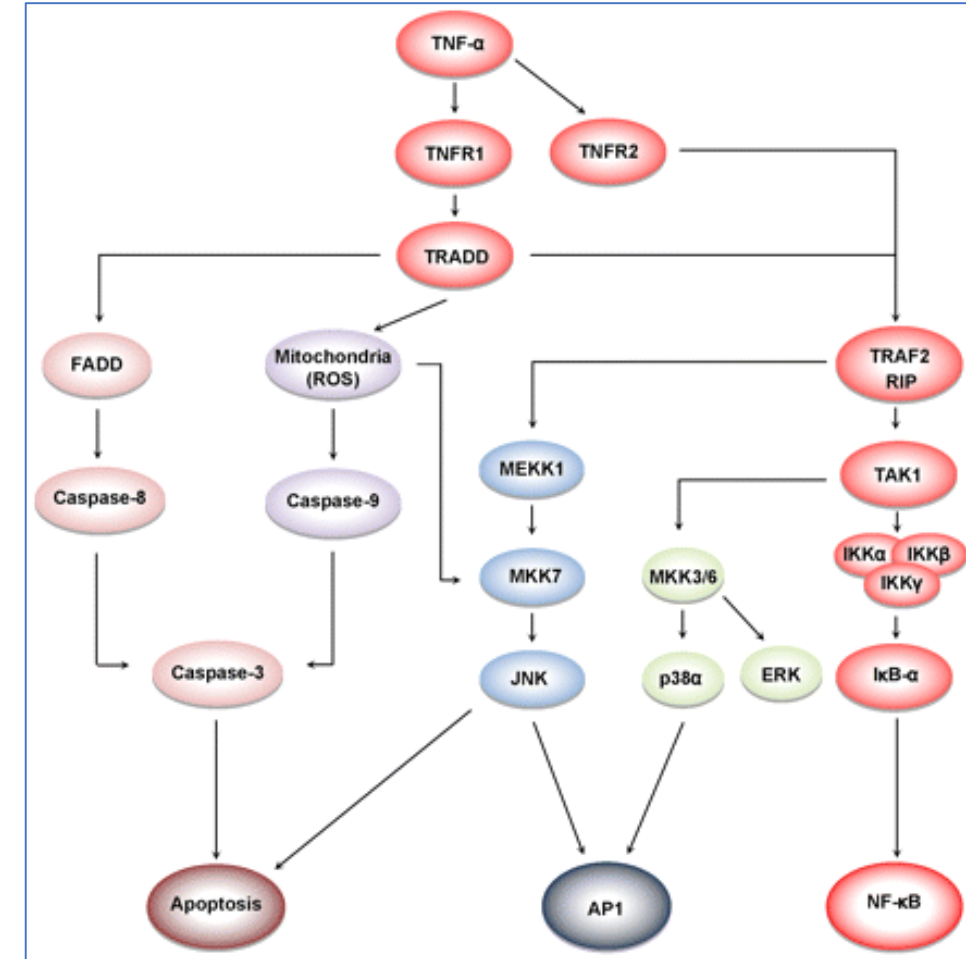 TNF-α
TNFR1
TNFR2
TRADD
FADD
Mitochondria
(ROS)
TRAF2
RIP
MEKK1
TAK1
Caspase-8
Caspase-9
IKKα
IKKβ
IKKγ
MKK7
MKK3/6
Caspase-3
JNK
p38α
ERK
IκB-α
Apoptosis
AP1
NF-κB